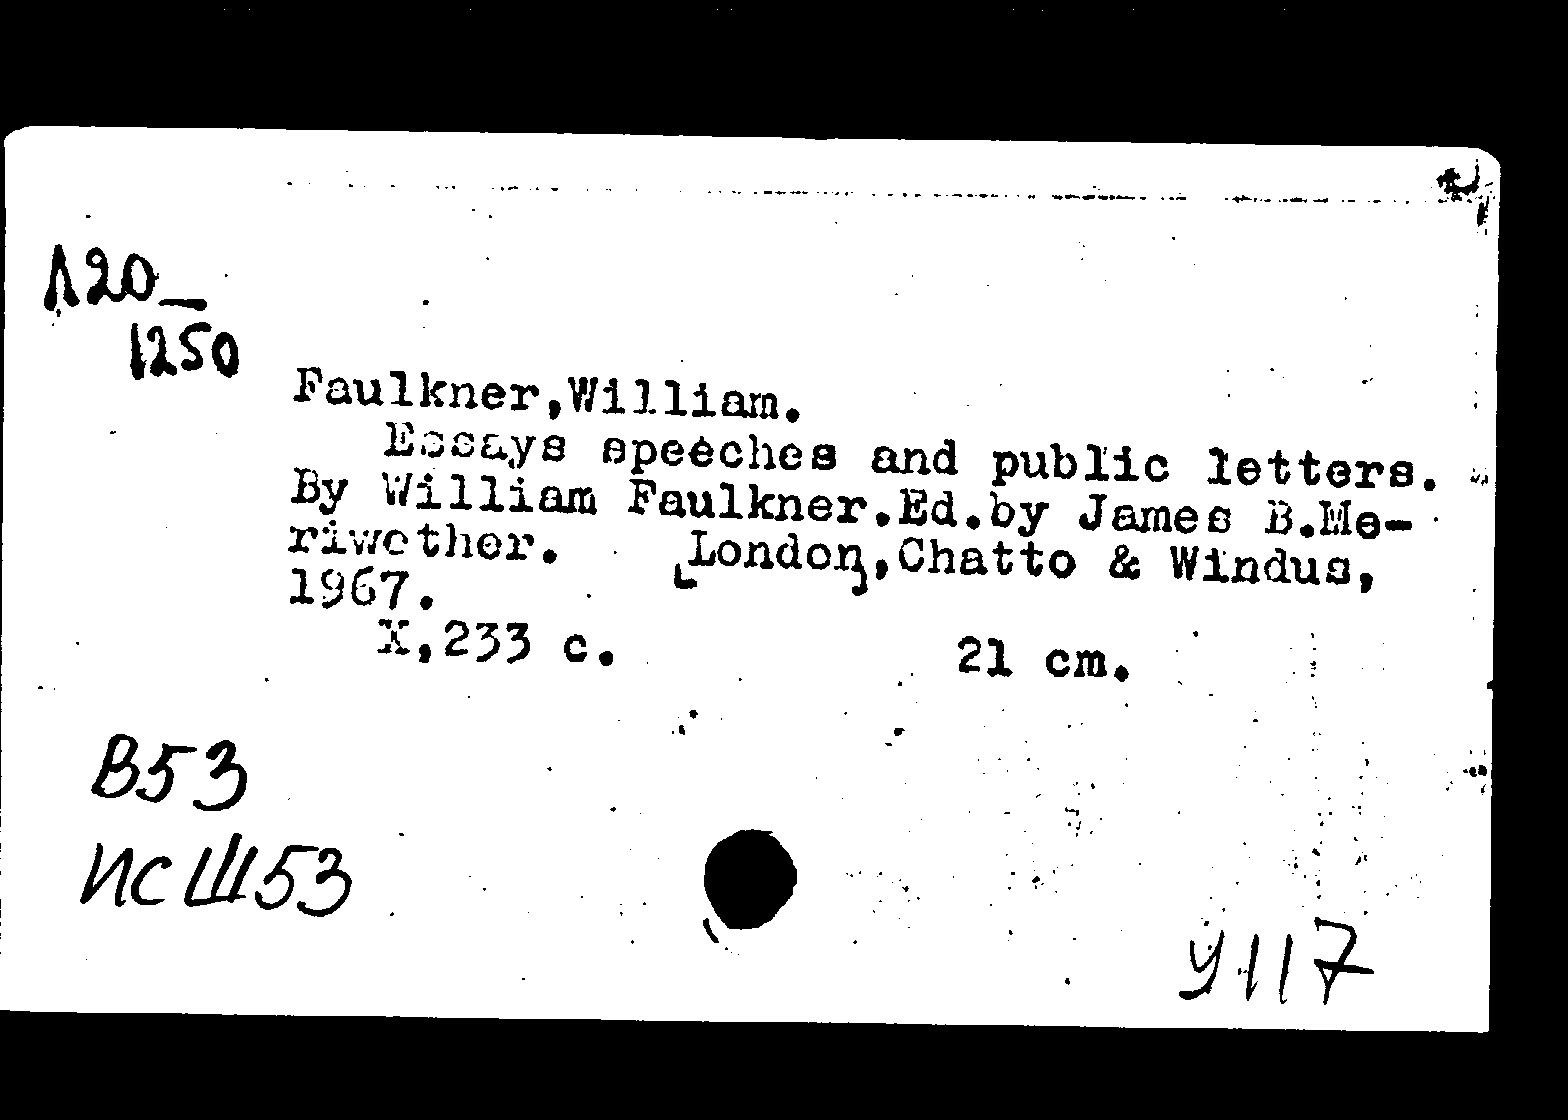 Л20_
1250
Faulkner,William.
Essays speeches and public letters.
By William Faulkner.Ed.by James B.Me-
riwether. [London],Chatto & Windus,
1967.
X,233 c. 21 cm.
В53
ИСШ53
У117